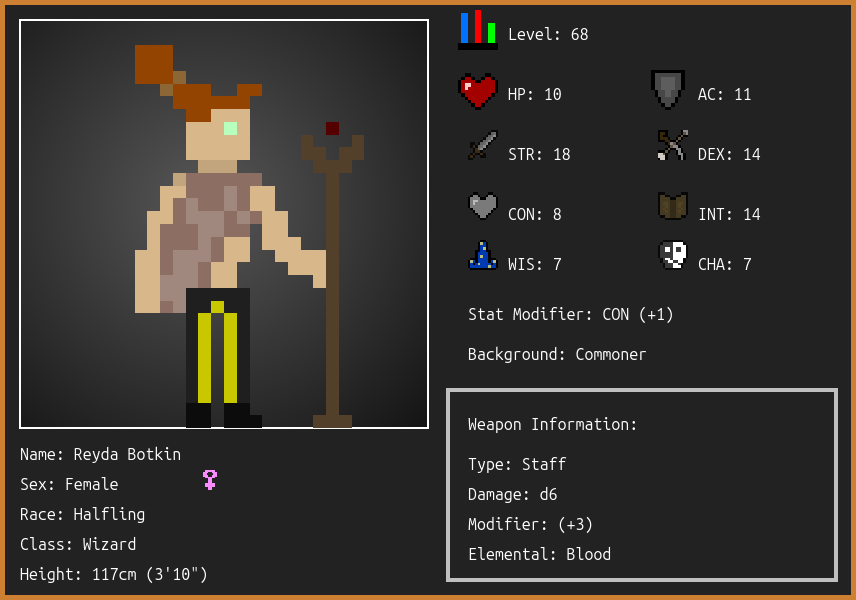 Level: 68
HP: 10
AC: 11
STR: 18
DEX: 14
CON: 8
INT: 14
WIS: 7
CHA: 7
Stat Modifier: CON (+1)
Background: Commoner
Weapon Information:
Type: Staff
Damage: d6
Modifier: (+3)
Elemental: Blood
Name: Reyda Botkin
Sex: Female
Race: Halfling
Class: Wizard
Height: 117cm (3'10")